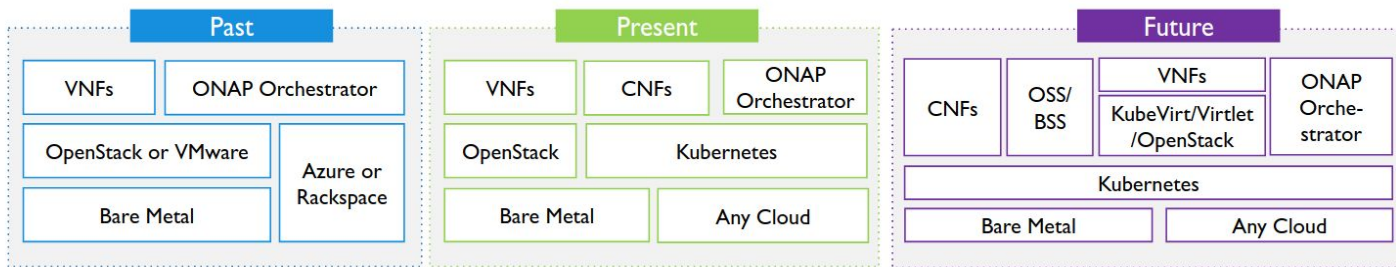 Past
VNFs
ONAP Orchestrator
OpenStack or VMware
Azure or
Rackspace
Bare Metal
Present
VNFs
CNFs
ONAP
Orchestrator
OpenStack
Kubernetes
Bare Metal
Any Cloud
Future
CNFs
OSS/
BSS
VNFs
KubeVirt/Virtlet
/OpenStack
ONAP
Orche-
strator
Kubernetes
Bare Metal
Any Cloud